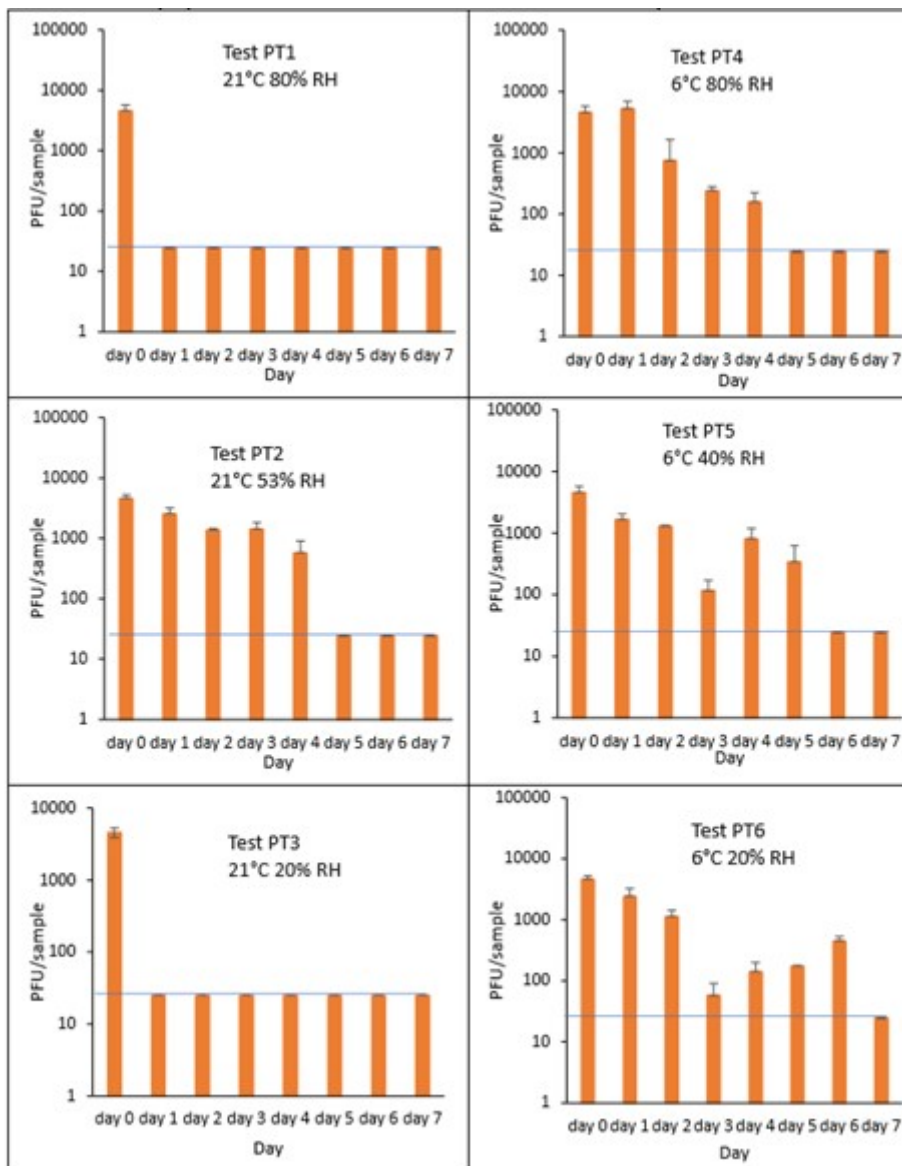 Test PT1
21°C 80% RH
PFU/sample
100000
10000
1000
100
10
1
day 0 day 1 day 2 day 3 day 4 day 5 day 6 day 7
Day
Test PT4
6°C 80% RH
PFU/sample
100000
10000
1000
100
10
1
day 0 day 1 day 2 day 3 day 4 day 5 day 6 day 7
Day
Test PT2
21°C 53% RH
PFU/sample
100000
10000
1000
100
10
1
day 0 day 1 day 2 day 3 day 4 day 5 day 6 day 7
Day
Test PT5
6°C 40% RH
PFU/sample
100000
10000
1000
100
10
1
day 0 day 1 day 2 day 3 day 4 day 5 day 6 day 7
Day
Test PT3
21°C 20% RH
PFU/sample
10000
1000
100
10
1
day 0 day 1 day 2 day 3 day 4 day 5 day 6 day 7
Day
Test PT6
6°C 20% RH
PFU/sample
100000
10000
1000
100
10
1
day 0 day 1 day 2 day 3 day 4 day 5 day 6 day 7
Day